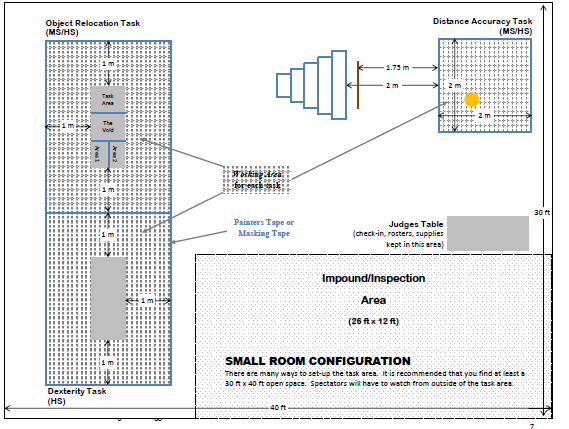 Object Relocation Task
(MS/HS)
Distance Accuracy Task
(MS/HS)
1 m
Task
Area
1 m
The
Void
Area 1
Area 2
1 m
1.75 m
2 m
2 m
2 m
Working Area
for each task
Painters Tape or
Masking Tape
1 m
1 m
1 m
30 ft
Judges Table
(check-in, rosters, supplies
kept in this area)
Impound/Inspection
Area
(26 ft x 12 ft)
SMALL ROOM CONFIGURATION
There are many ways to set-up the task area. It is recommended that you find at least a
30 ft x 40 ft open space. Spectators will have to watch from outside of the task area.
Dexterity Task
(HS)
40 ft
7